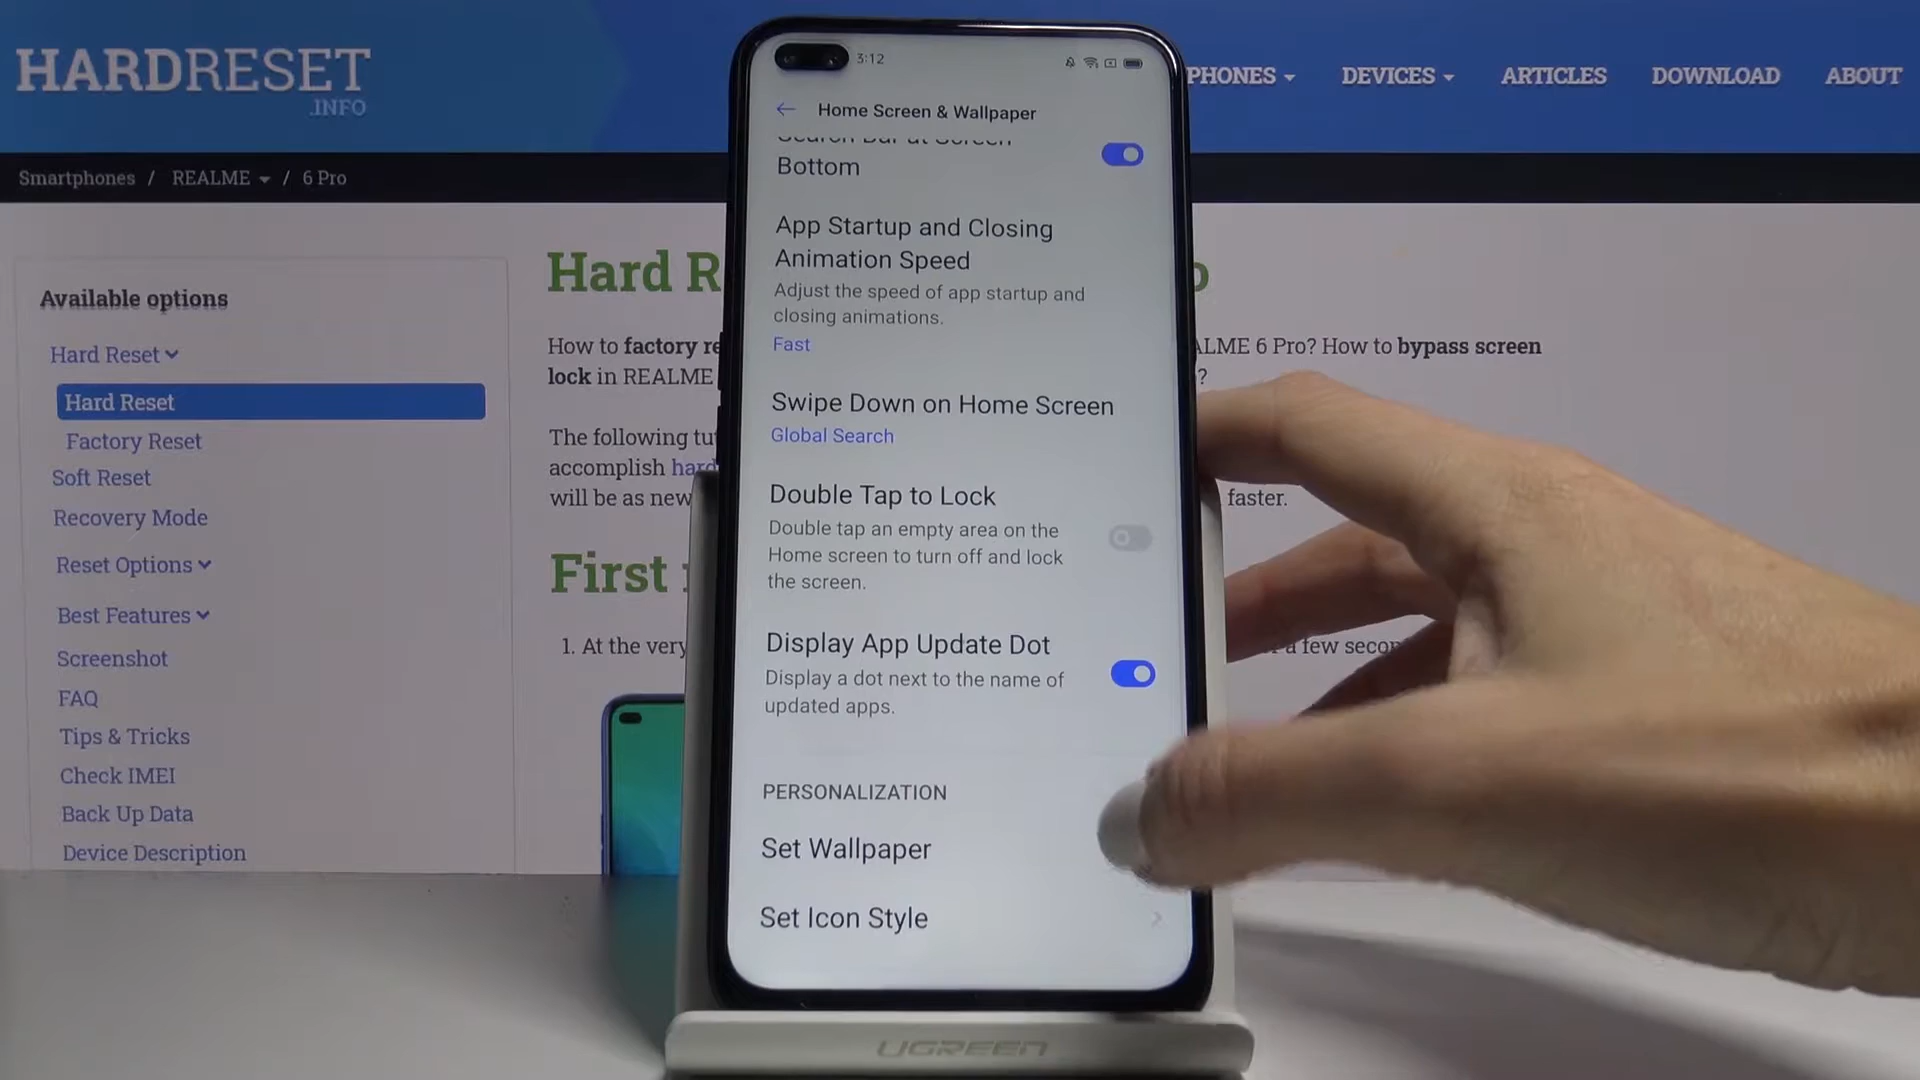 HARDRESET
.INFO
PHONES
DEVICES
ARTICLES
DOWNLOAD
ABOUT
Smartphones / REALME / 6 Pro
Available options
Hard Reset
Hard Reset
Factory Reset
Soft Reset
Recovery Mode
Reset Options
Best Features
Screenshot
FAQ
Tips & Tricks
Check IMEI
Back Up Data
Device Description
Hard R
o
How to factory re
ALME 6 Pro? How to bypass screen
lock in REALME
?
The following tu
accomplish hard
will be as new
faster.
First
1. At the very
a few secon
3:12
Home Screen & Wallpaper
Search Bar at Screen
Bottom
App Startup and Closing
Animation Speed
Adjust the speed of app startup and
closing animations.
Fast
Swipe Down on Home Screen
Global Search
Double Tap to Lock
Double tap an empty area on the
Home screen to turn off and lock
the screen.
Display App Update Dot
Display a dot next to the name of
updated apps.
PERSONALIZATION
Set Wallpaper
Set Icon Style
UGREEN